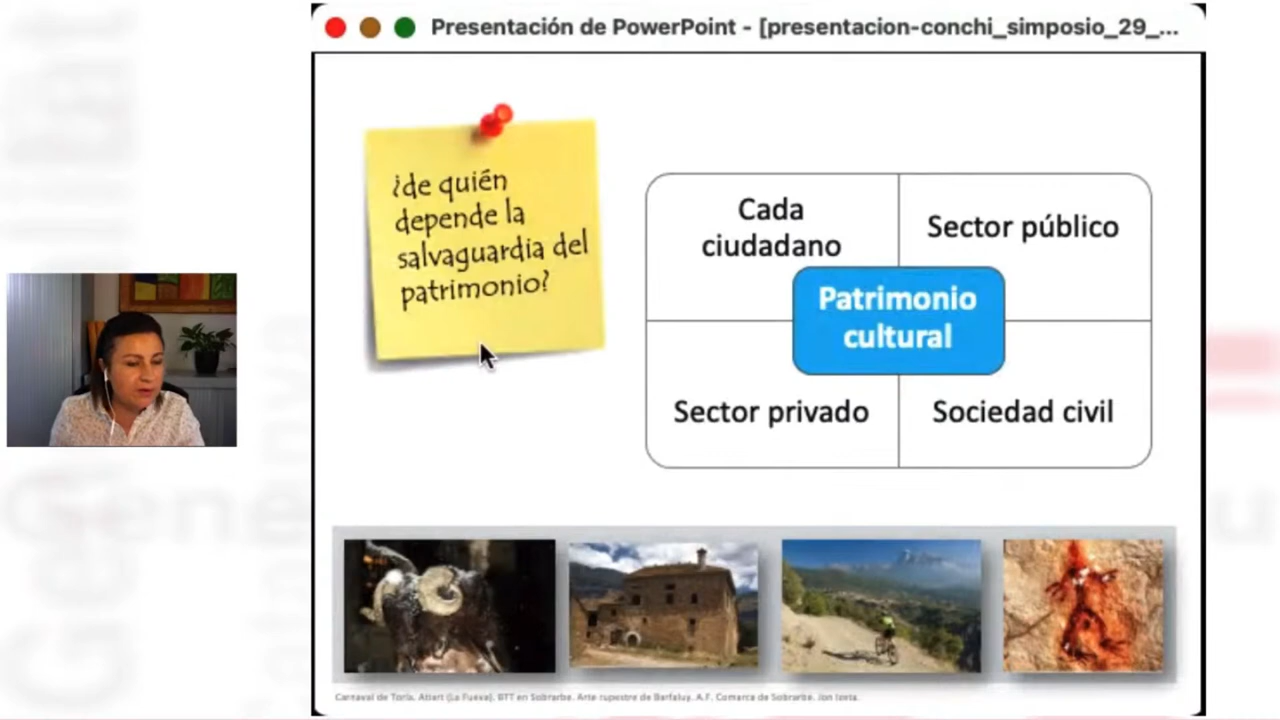 Presentación de PowerPoint - [presentacion-conchi_simposio_29_...
¿de quién
depende la
salvaguardia del
patrimonio?
Cada
ciudadano
Sector público
Patrimonio
cultural
Sector privado
Sociedad civil
Carnaval de Torla. Atiart (La Fueva). BTT en Sobrarbe. Arte rupestre de Barfaluy. A.F. Comarca de Sobrarbe. Jon Izeta.